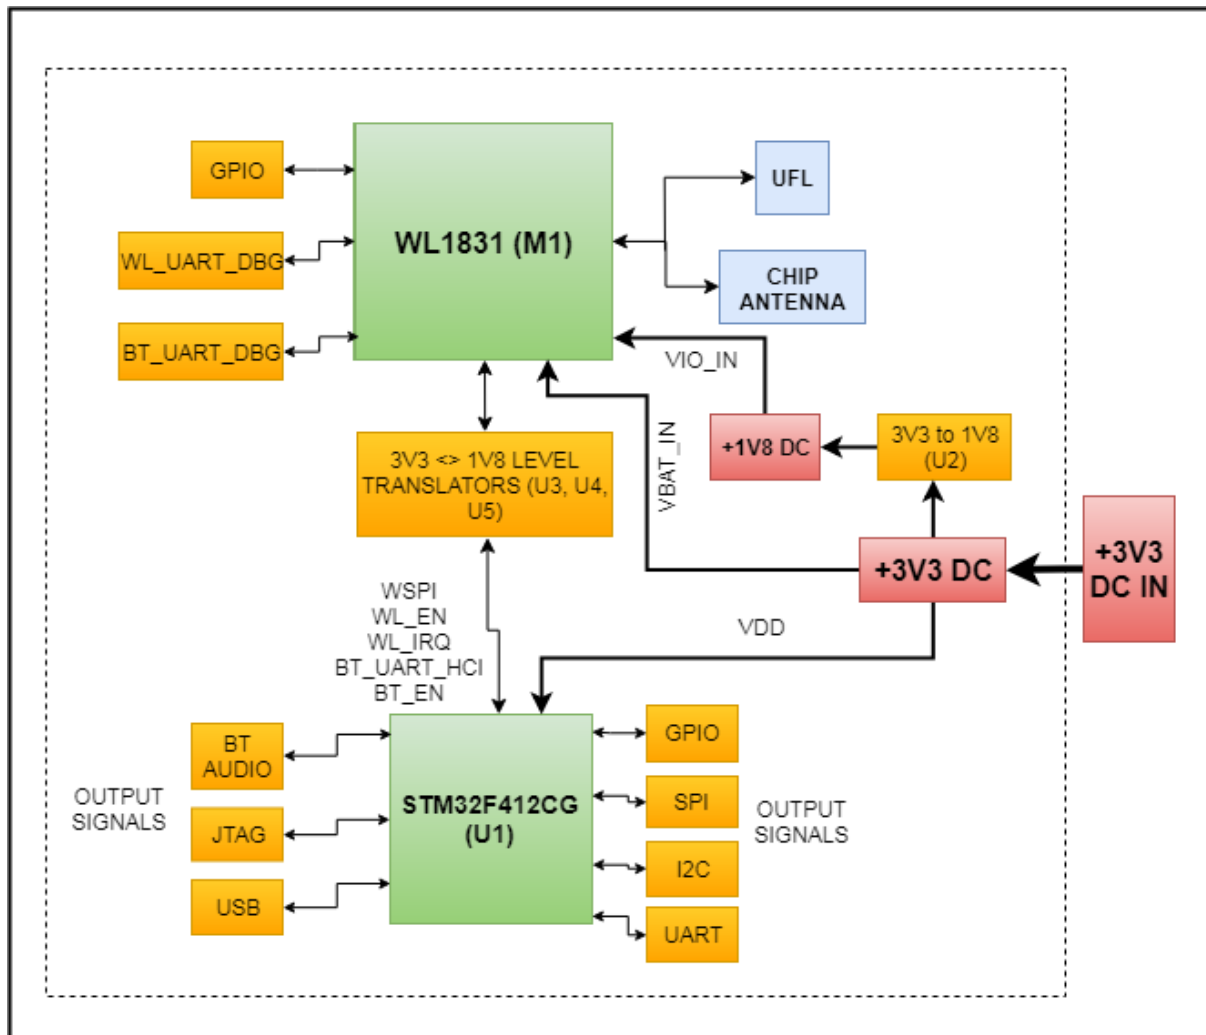 GPIO
WL_UART_DBG
BT_UART_DBG
WL1831 (M1)
UFL
CHIP
ANTENNA
VIO_IN
VBAT_IN
+1V8 DC
3V3 to 1V8
(U2)
3V3 <> 1V8 LEVEL
TRANSLATORS (U3, U4,
U5)
+3V3 DC
+3V3
DC IN
WSPI
WL_EN
WL_IRQ
BT_UART_HCI
BT_EN
VDD
OUTPUT
SIGNALS
BT
AUDIO
JTAG
USB
STM32F412CG
(U1)
GPIO
SPI
I2C
UART
OUTPUT
SIGNALS